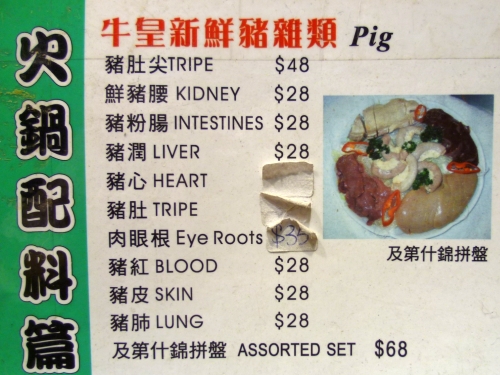 火鍋配料篇
牛皇新鮮豬雜類 Pig
豬肚尖TRIPE $48
鮮豬腰 KIDNEY $28
豬粉腸 INTESTINES $28
豬潤 LIVER $28
豬心 HEART
豬肚 TRIPE
肉眼根 Eye Roots $35
豬紅 BLOOD $28
豬皮 SKIN $28
豬肺 LUNG $28
及第什錦拼盤 ASSORTED SET $68
及第什錦拼盤